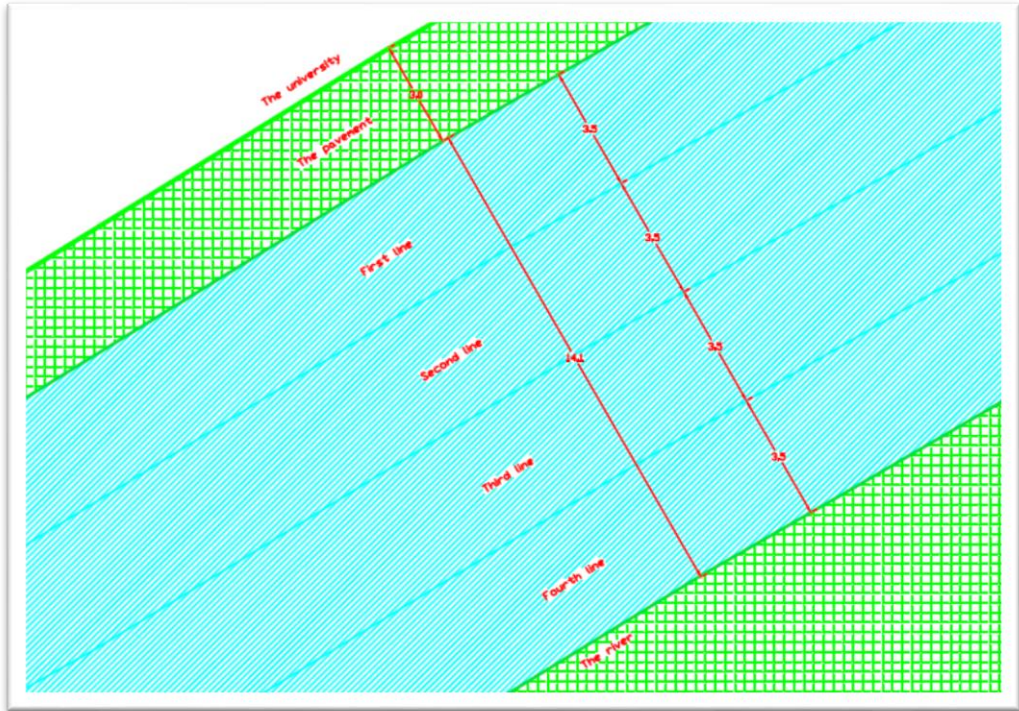 The university
3.0
The pavement
3.5
First line
3.5
Second line
14.1
3.5
Third line
3.5
Fourth line
The river